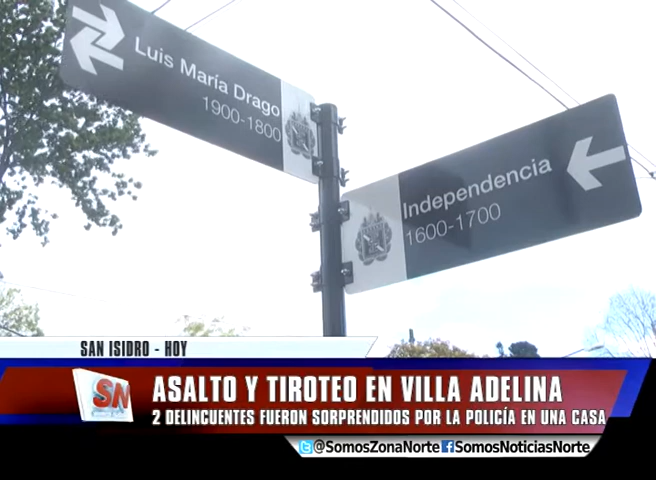 Luis María Drago
1900-1800
Independencia
1600-1700
SAN ISIDRO - HOY
SN
ASALTO Y TIROTEO EN VILLA ADELINA
2 DELINCUENTES FUERON SORPRENDIDOS POR LA POLICÍA EN UNA CASA
@SomosZonaNorte SomosNoticiasNorte